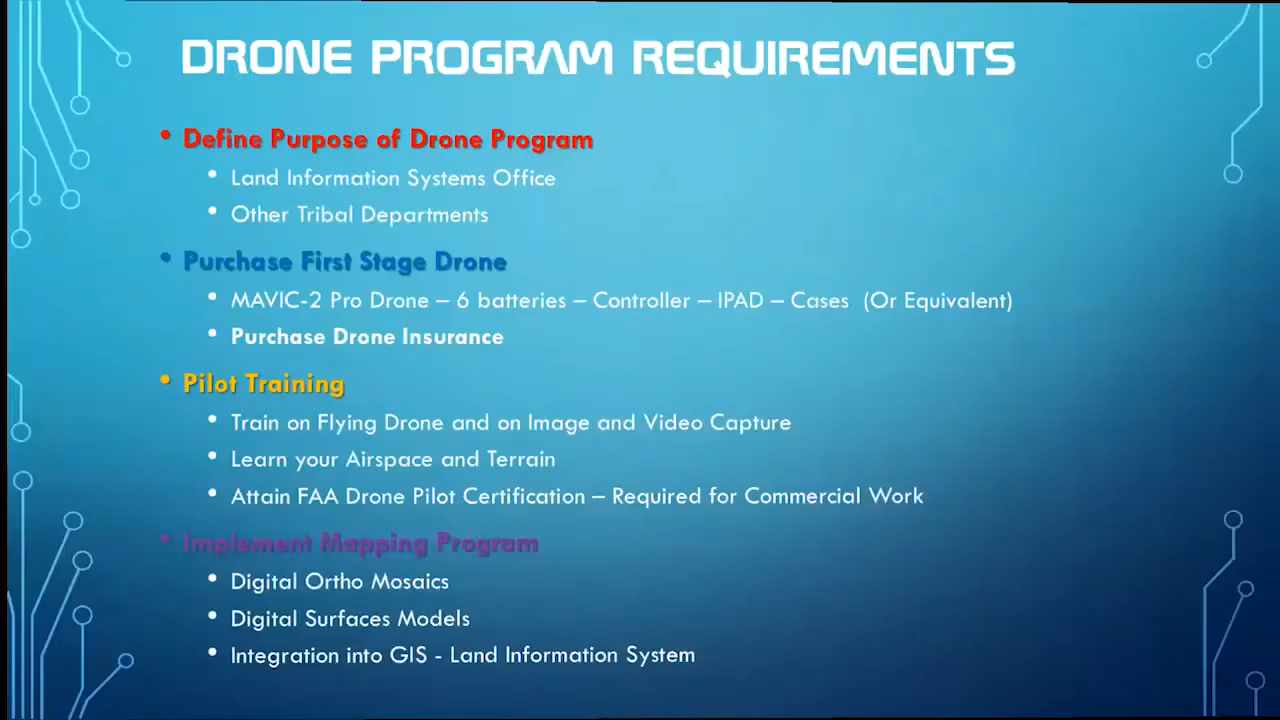 DRONE PROGRAM REQUIREMENTS
• Define Purpose of Drone Program
• Land Information Systems Office
• Other Tribal Departments
• Purchase First Stage Drone
• MAVIC-2 Pro Drone – 6 batteries – Controller – IPAD – Cases (Or Equivalent)
• Purchase Drone Insurance
• Pilot Training
• Train on Flying Drone and on Image and Video Capture
• Learn your Airspace and Terrain
• Attain FAA Drone Pilot Certification – Required for Commercial Work
• Implement Mapping Program
• Digital Ortho Mosaics
• Digital Surfaces Models
• Integration into GIS - Land Information System